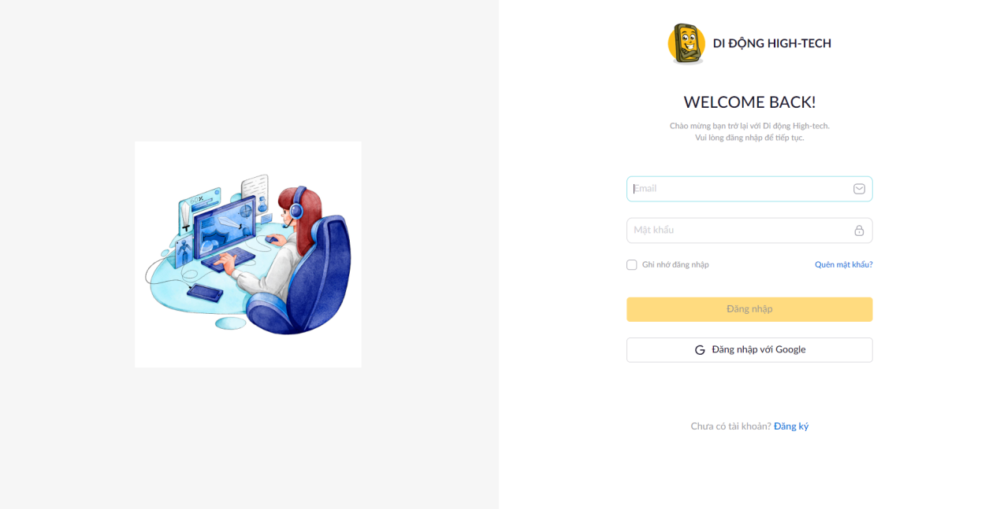 DI ĐỘNG HIGH-TECH
WELCOME BACK!
Chào mừng bạn trở lại với Di động High-tech.
Vui lòng đăng nhập để tiếp tục.
Email
Mật khẩu
Ghi nhớ đăng nhập
Quên mật khẩu?
Đăng nhập
Đăng nhập với Google
Chưa có tài khoản? Đăng ký